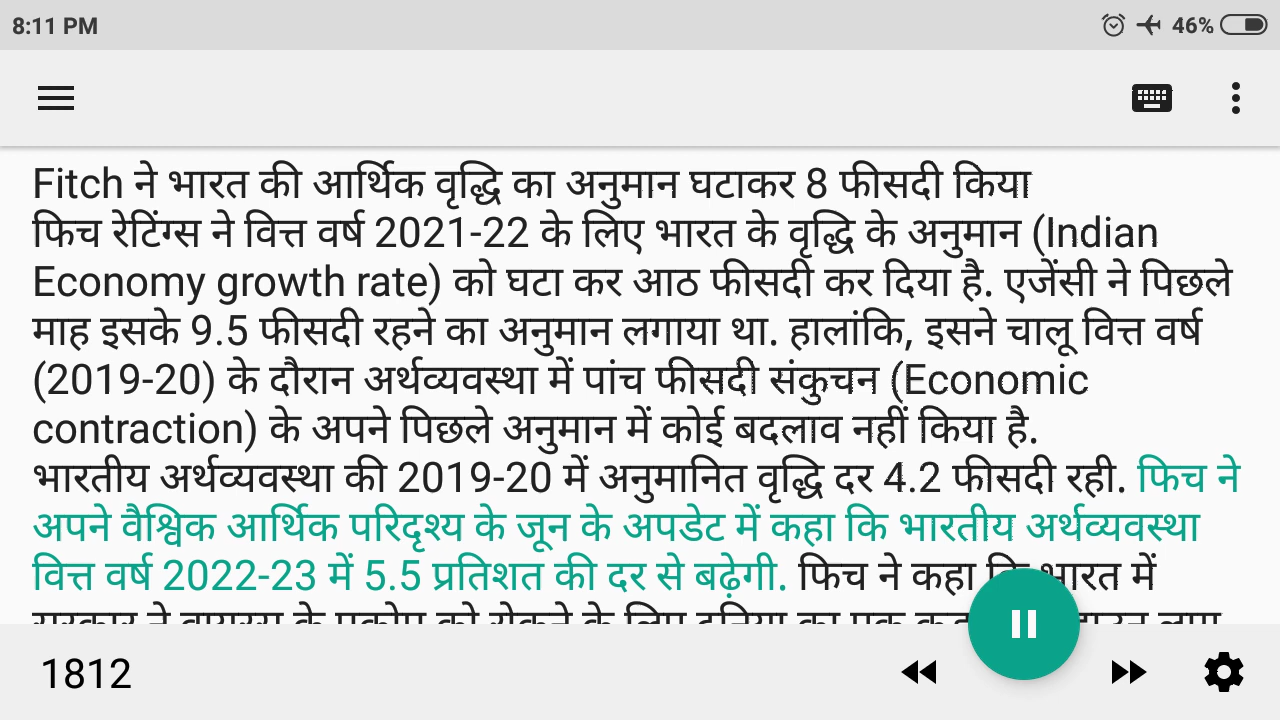 8:11 PM
46%
Fitch ने भारत की आर्थिक वृद्धि का अनुमान घटाकर 8 फीसदी किया
फिच रेटिंग्स ने वित्त वर्ष 2021-22 के लिए भारत के वृद्धि के अनुमान (Indian
Economy growth rate) को घटा कर आठ फीसदी कर दिया है. एजेंसी ने पिछले
माह इसके 9.5 फीसदी रहने का अनुमान लगाया था. हालांकि, इसने चालू वित्त वर्ष
(2019-20) के दौरान अर्थव्यवस्था में पांच फीसदी संकुचन (Economic
contraction) के अपने पिछले अनुमान में कोई बदलाव नहीं किया है.
भारतीय अर्थव्यवस्था की 2019-20 में अनुमानित वृद्धि दर 4.2 फीसदी रही. फिच ने
अपने वैश्विक आर्थिक परिदृश्य के जून के अपडेट में कहा कि भारतीय अर्थव्यवस्था
वित्त वर्ष 2022-23 में 5.5 प्रतिशत की दर से बढ़ेगी. फिच ने कहा कि भारत में
1812